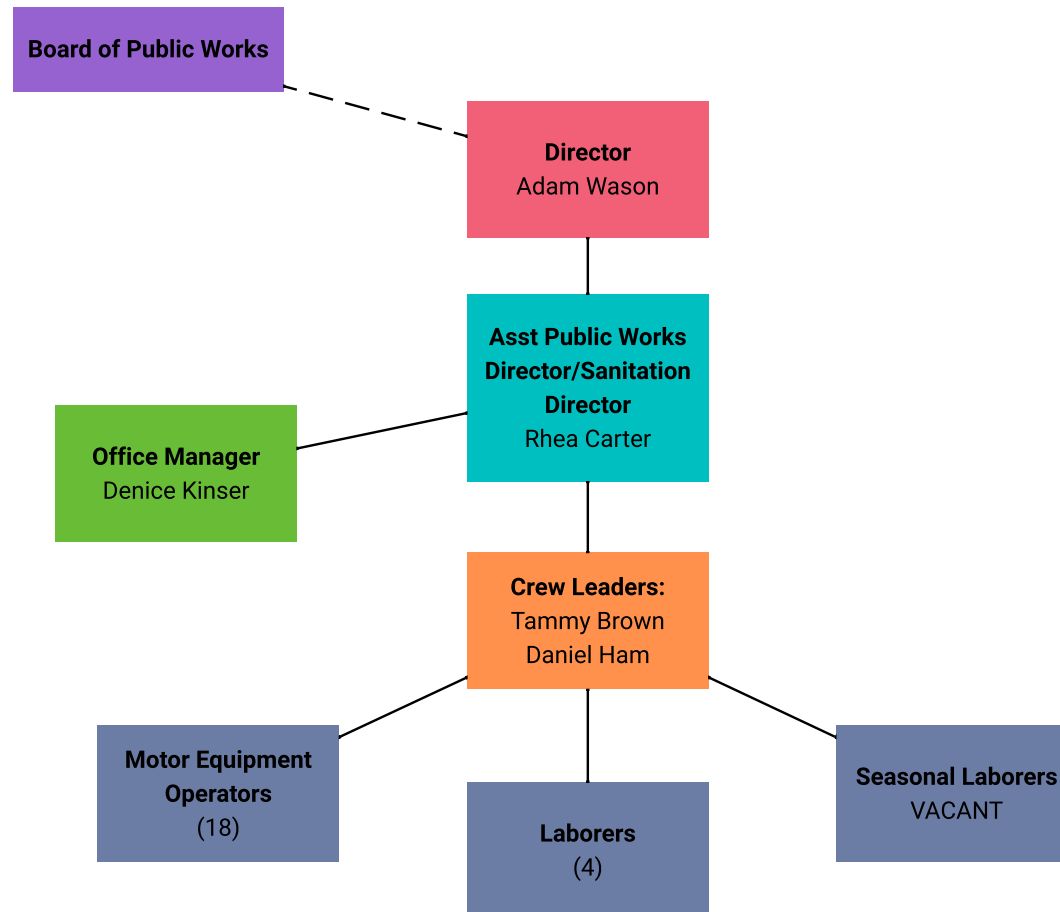 Board of Public Works
Director
Adam Wason
Asst Public Works
Director/Sanitation
Director
Rhea Carter
Office Manager
Denice Kinser
Crew Leaders:
Tammy Brown
Daniel Ham
Motor Equipment
Operators
(18)
Laborers
(4)
Seasonal Laborers
VACANT